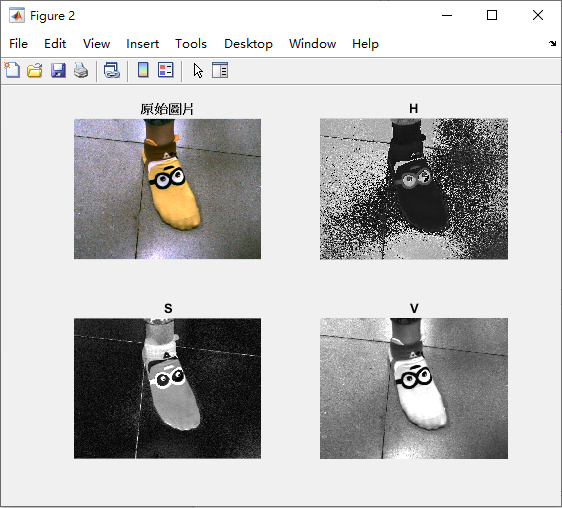 Figure 2
File Edit View Insert Tools Desktop Window Help
原始圖片
H
S
V